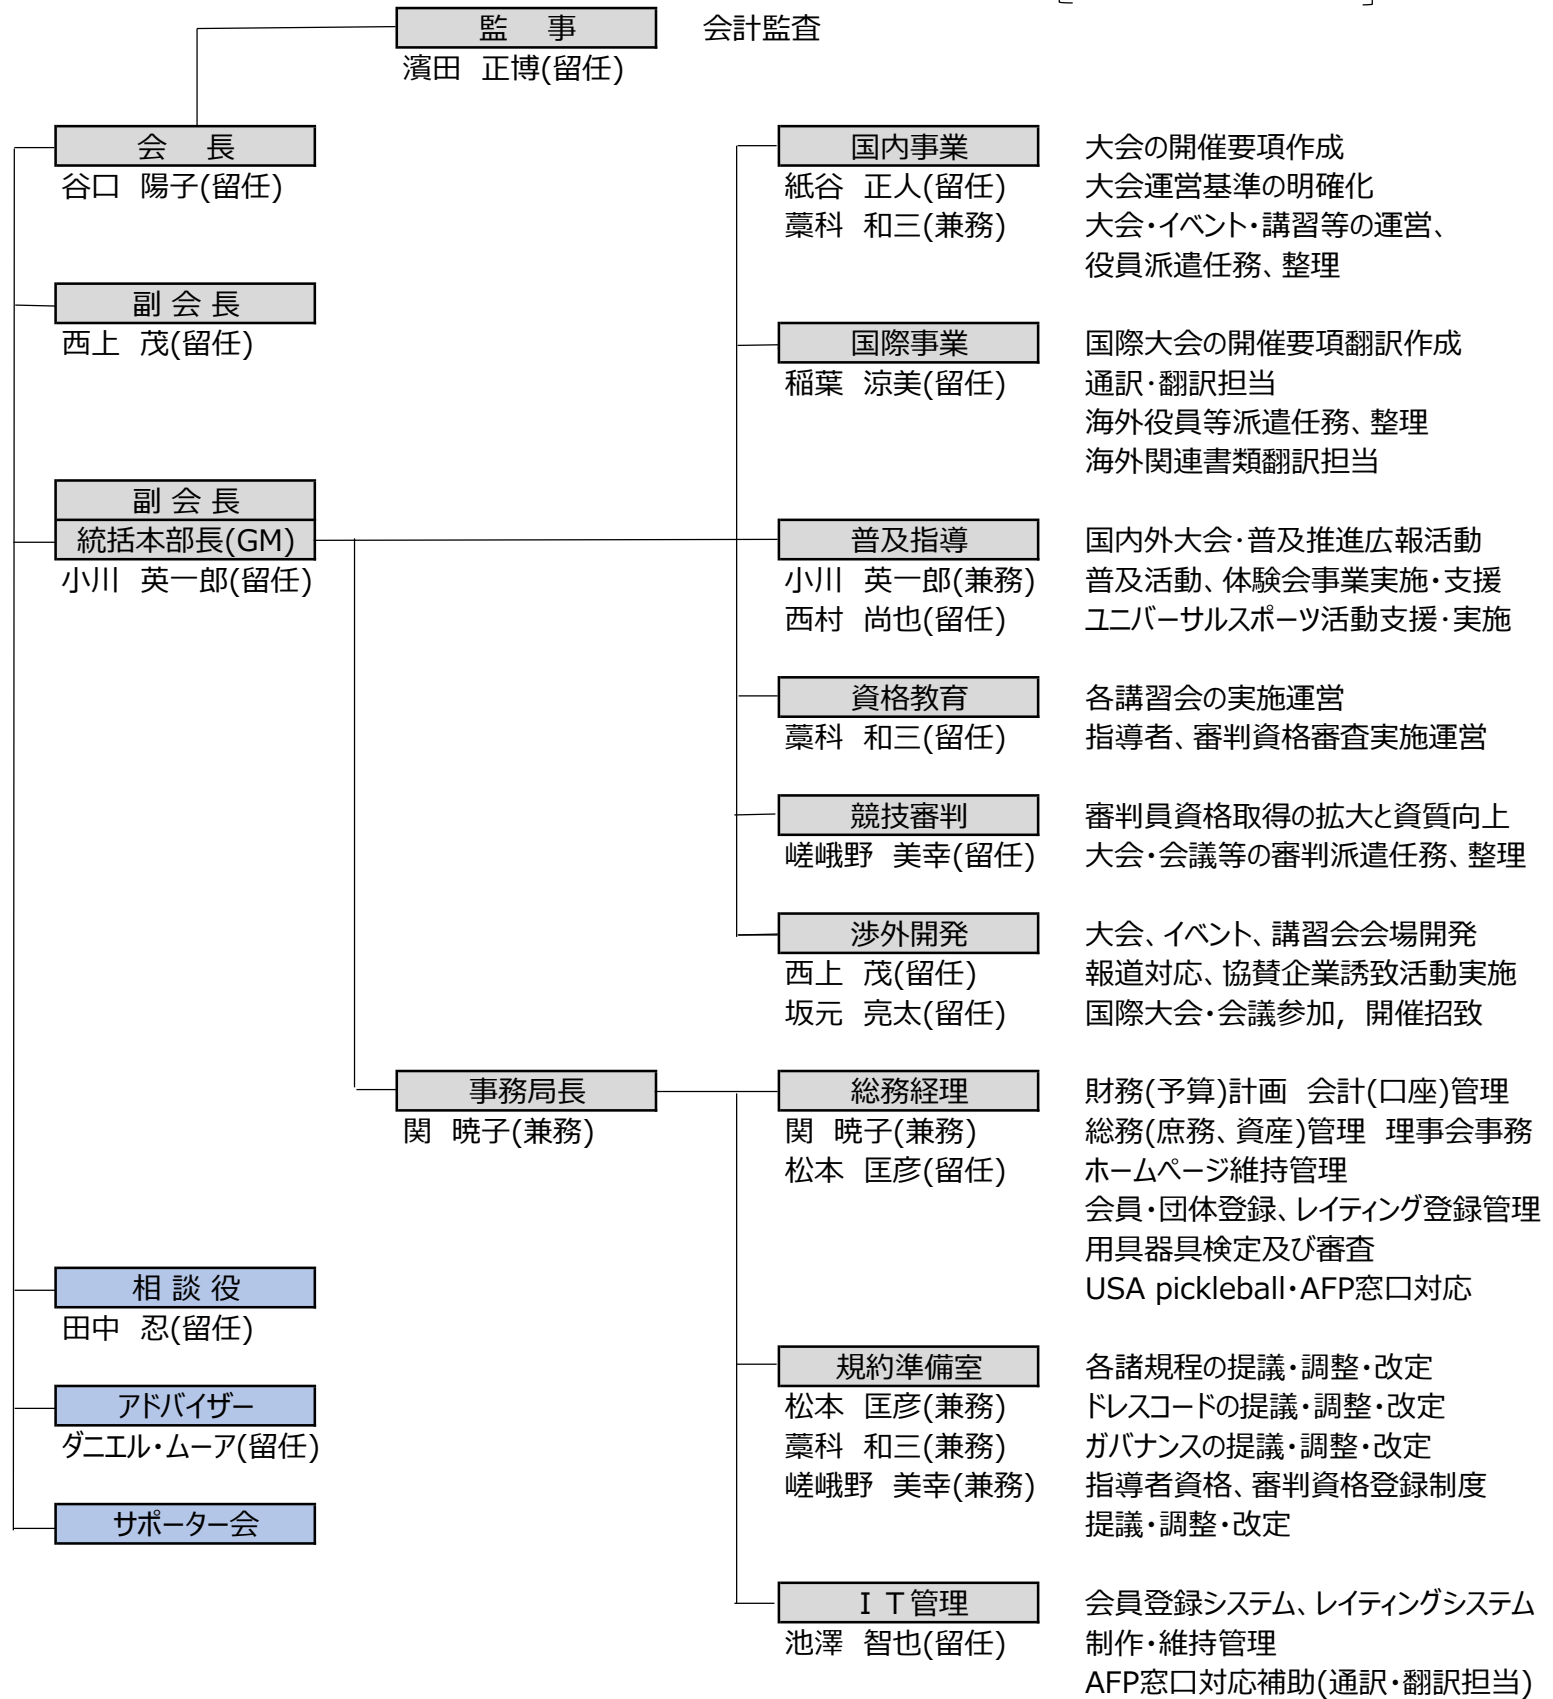 監　事　会計監査
濱田　正博(留任)
会　長
谷口　陽子(留任)
副 会 長
西上　茂(留任)
副 会 長
統括本部長(GM)
小川　英一郎(留任)
国内事業　大会の開催要項作成
紙谷　正人(留任)　大会運営基準の明確化
藁科　和三(兼務)　大会・イベント・講習等の運営、
役員派遣任務、整理
国際事業　国際大会の開催要項翻訳作成
稲葉　涼美(留任)　通訳・翻訳担当
海外役員等派遣任務、整理
海外関連書類翻訳担当
普及指導　国内外大会・普及推進広報活動
小川　英一郎(兼務)　普及活動、体験会事業実施・支援
西村　尚也(留任)　ユニバーサルスポーツ活動支援・実施
資格教育　各講習会の実施運営
藁科　和三(留任)　指導者、審判資格審査実施運営
競技審判　審判員資格取得の拡大と資質向上
嵯峨野　美幸(留任)　大会・会議等の審判派遣任務、整理
渉外開発　大会、イベント、講習会会場開発
西上　茂(留任)　報道対応、協賛企業誘致活動実施
坂元　亮太(留任)　国際大会・会議参加，開催招致
事務局長
関　暁子(兼務)
総務経理　財務(予算)計画　会計(口座)管理
関　暁子(兼務)　総務(庶務、資産)管理　理事会事務
松本　匡彦(留任)　ホームページ維持管理
会員・団体登録、レイティング登録管理
用具器具検定及び審査
USA pickleball・AFP窓口対応
相 談 役
田中　忍(留任)
アドバイザー
ダニエル・ムーア(留任)
サポーター会
規約準備室　各諸規程の提議・調整・改定
松本　匡彦(兼務)　ドレスコードの提議・調整・改定
藁科　和三(兼務)　ガバナンスの提議・調整・改定
嵯峨野　美幸(兼務)　指導者資格、審判資格登録制度
提議・調整・改定
ＩＴ管理　会員登録システム、レイティングシステム
池澤　智也(留任)　制作・維持管理
AFP窓口対応補助(通訳・翻訳担当)